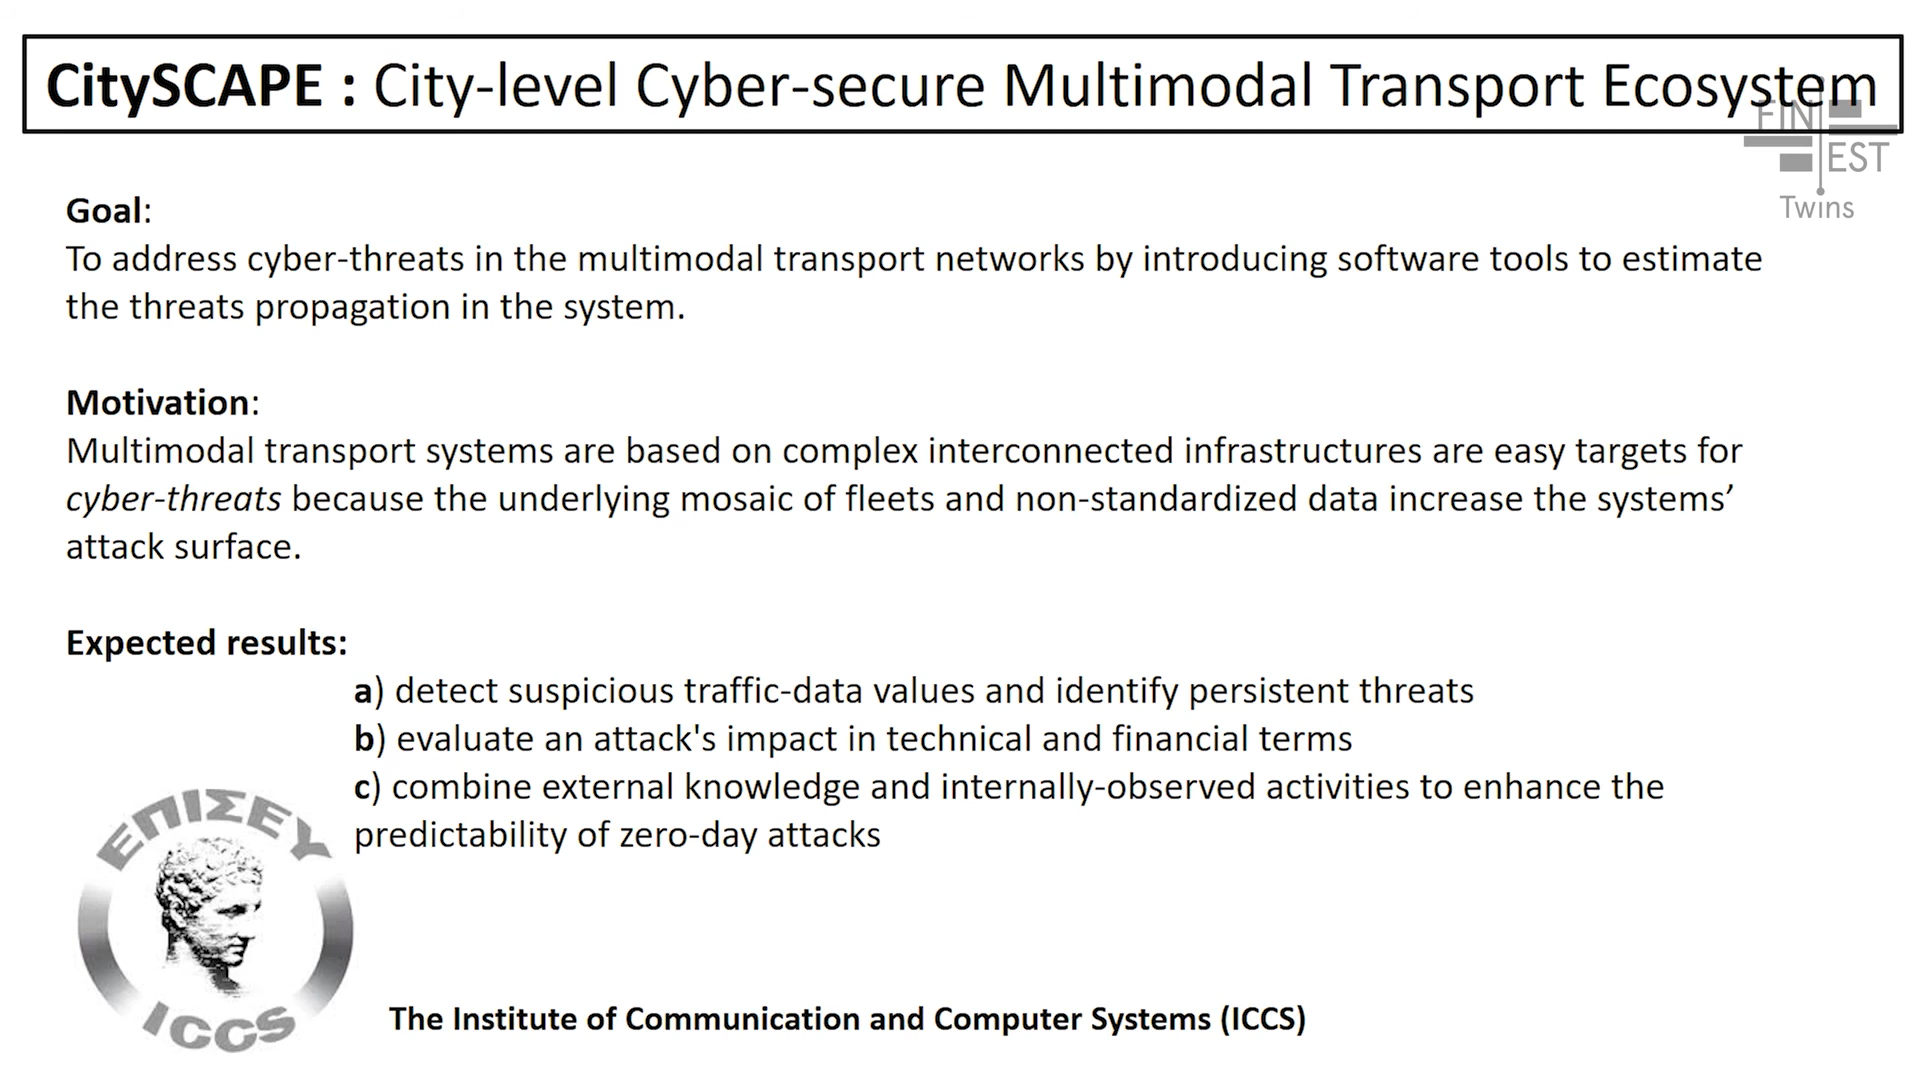 CitySCAPE : City-level Cyber-secure Multimodal Transport Ecosystem
FIN
EST
Twins
Goal:
To address cyber-threats in the multimodal transport networks by introducing software tools to estimate
the threats propagation in the system.
Motivation:
Multimodal transport systems are based on complex interconnected infrastructures are easy targets for
cyber-threats because the underlying mosaic of fleets and non-standardized data increase the systems’
attack surface.
Expected results:
a) detect suspicious traffic-data values and identify persistent threats
b) evaluate an attack's impact in technical and financial terms
c) combine external knowledge and internally-observed activities to enhance the
predictability of zero-day attacks
ΕΠΙΣΕΥ
ICCS
The Institute of Communication and Computer Systems (ICCS)